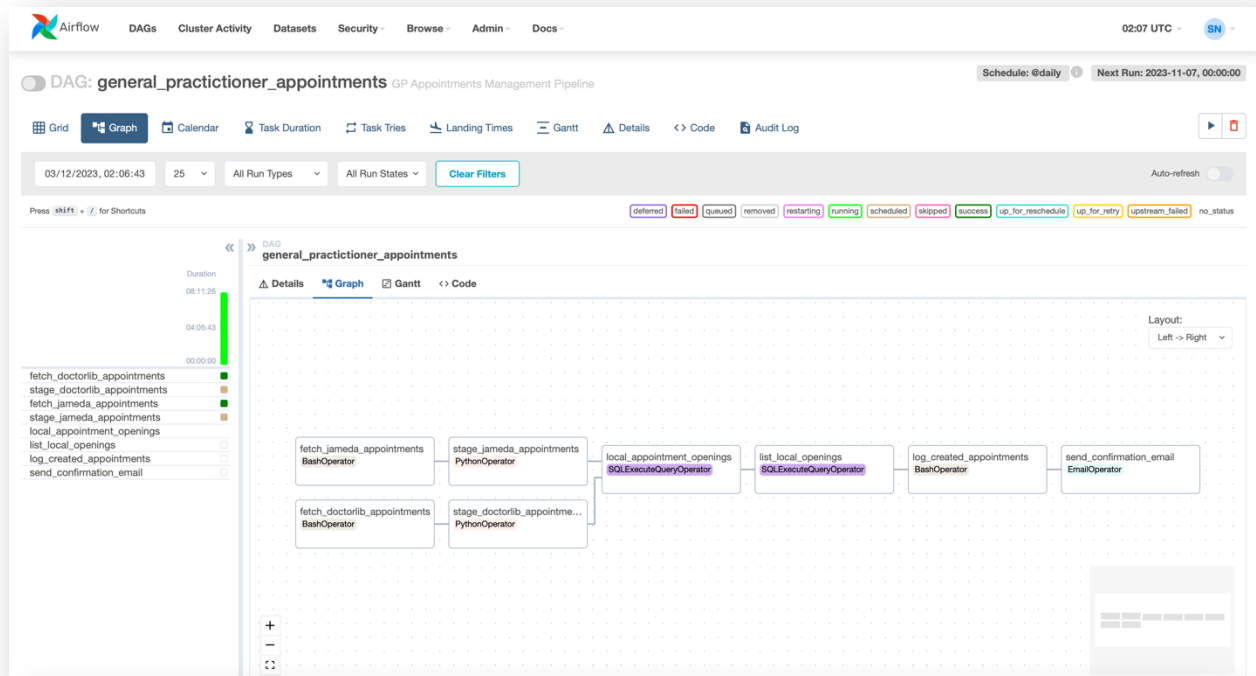 Airflow DAGs Cluster Activity Datasets Security Browse Admin Docs 02:07 UTC SN
DAG: general_practictioner_appointments GP Appointments Management Pipeline Schedule: @daily Next Run: 2023-11-07, 00:00:00
Grid Graph Calendar Task Duration Task Tries Landing Times Gantt Details <> Code Audit Log
03/12/2023, 02:06:43 25 All Run Types All Run States Clear Filters Auto-refresh
Press shift + / for Shortcuts deferred failed queued removed restarting running scheduled skipped success up_for_reschedule up_for_retry upstream_failed no_status
DAG
general_practictioner_appointments
Duration
Details Graph Gantt <> Code
08:11:26
04:05:43
00:00:00
Layout:
Left -> Right
fetch_doctorlib_appointments
stage_doctorlib_appointments
fetch_jameda_appointments
stage_jameda_appointments
local_appointment_openings
list_local_openings
log_created_appointments
send_confirmation_email
fetch_jameda_appointments
BashOperator
stage_jameda_appointments
PythonOperator
local_appointment_openings
SQLExecuteQueryOperator
list_local_openings
SQLExecuteQueryOperator
log_created_appointments
BashOperator
send_confirmation_email
EmailOperator
fetch_doctorlib_appointments
BashOperator
stage_doctorlib_appointme...
PythonOperator